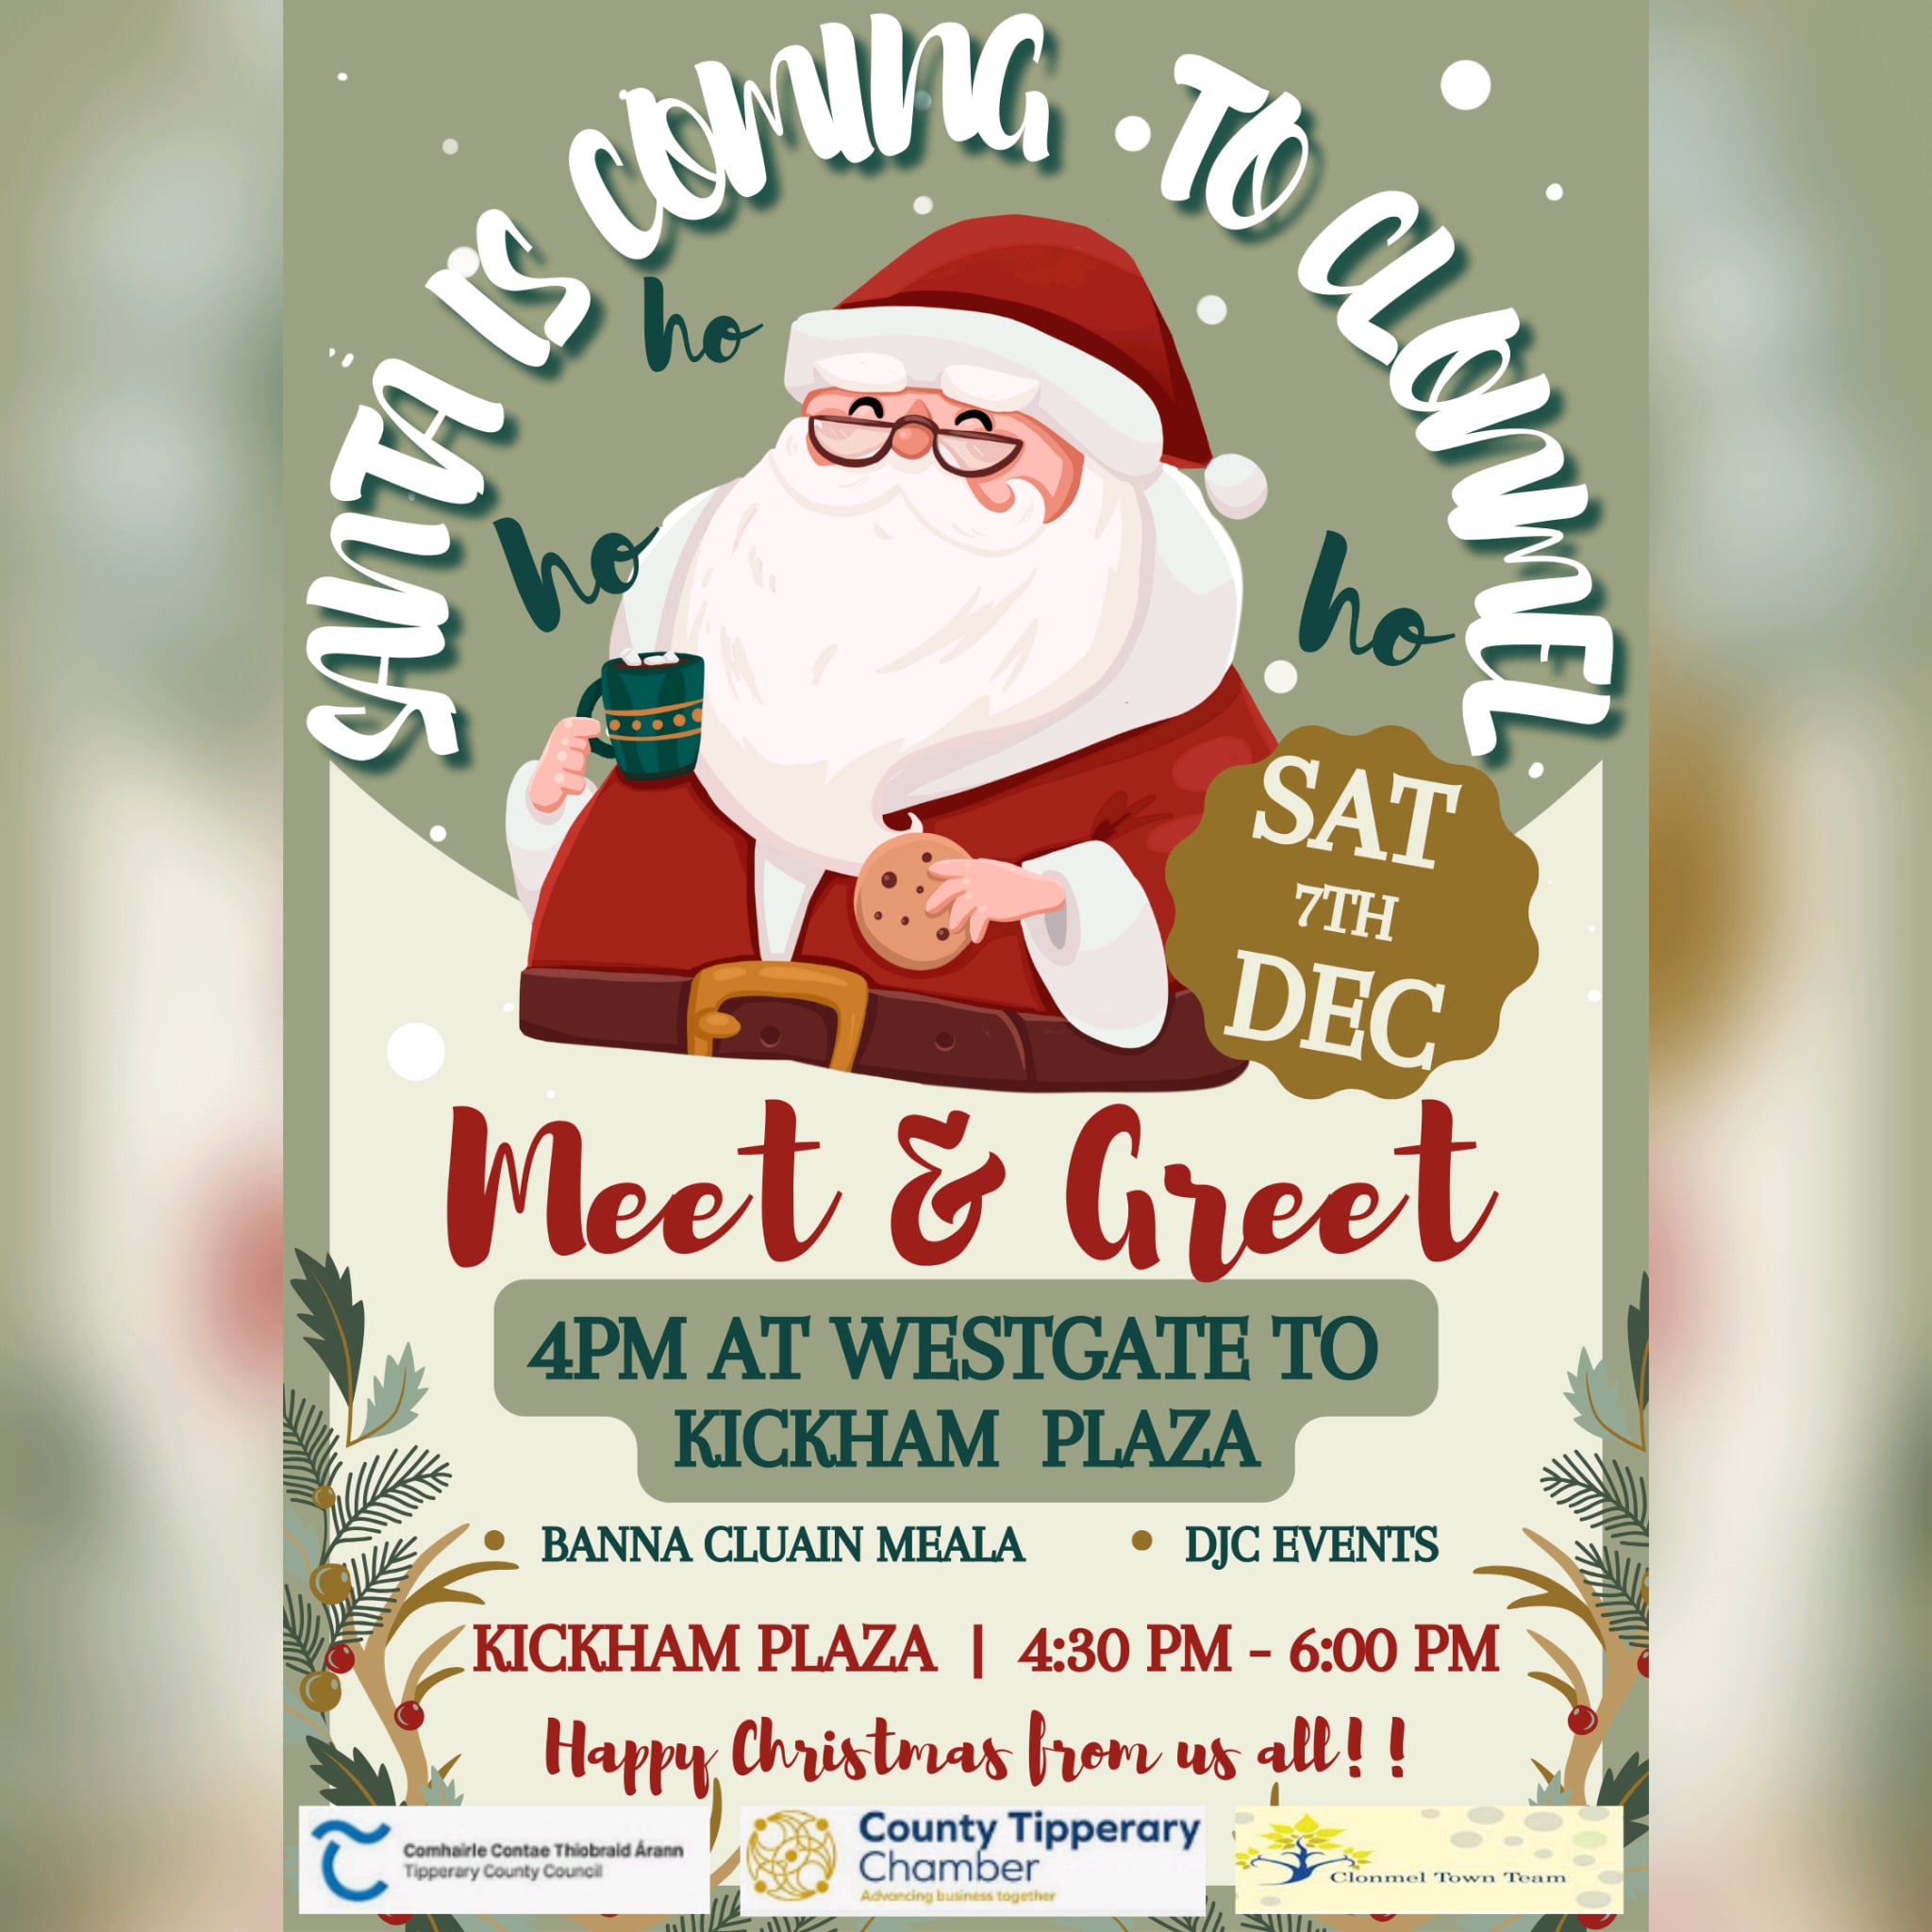 SANTA IS COMING TO CLONMEL
ho
ho
ho
SAT
7TH
DEC
Meet & Greet
4PM AT WESTGATE TO
KICKHAM PLAZA
• BANNA CLUAIN MEALA • DJC EVENTS
KICKHAM PLAZA | 4:30 PM - 6:00 PM
Happy Christmas from us all!!
Comhairle Contae Thiobraid Árann
Tipperary County Council
County Tipperary
Chamber
Advancing business together
Clonmel Town Team